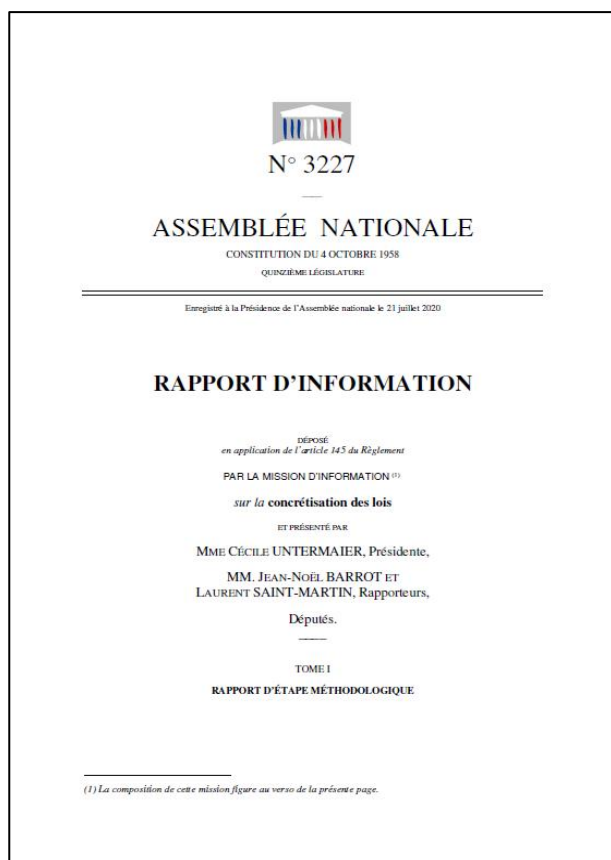 N° 3227
ASSEMBLÉE NATIONALE
CONSTITUTION DU 4 OCTOBRE 1958
QUINZIÈME LÉGISLATURE
Enregistré à la Présidence de l'Assemblée nationale le 21 juillet 2020
RAPPORT D'INFORMATION
DÉPOSÉ
en application de l'article 145 du Règlement
PAR LA MISSION D'INFORMATION (1)
sur la concrétisation des lois
ET PRÉSENTÉ PAR
MME CÉCILE UNTERMAIER, Présidente,
MM. JEAN-NOËL BARROT ET
LAURENT SAINT-MARTIN, Rapporteurs,
Députés.
TOME I
RAPPORT D'ÉTAPE MÉTHODOLOGIQUE
(1) La composition de cette mission figure au verso de la présente page.